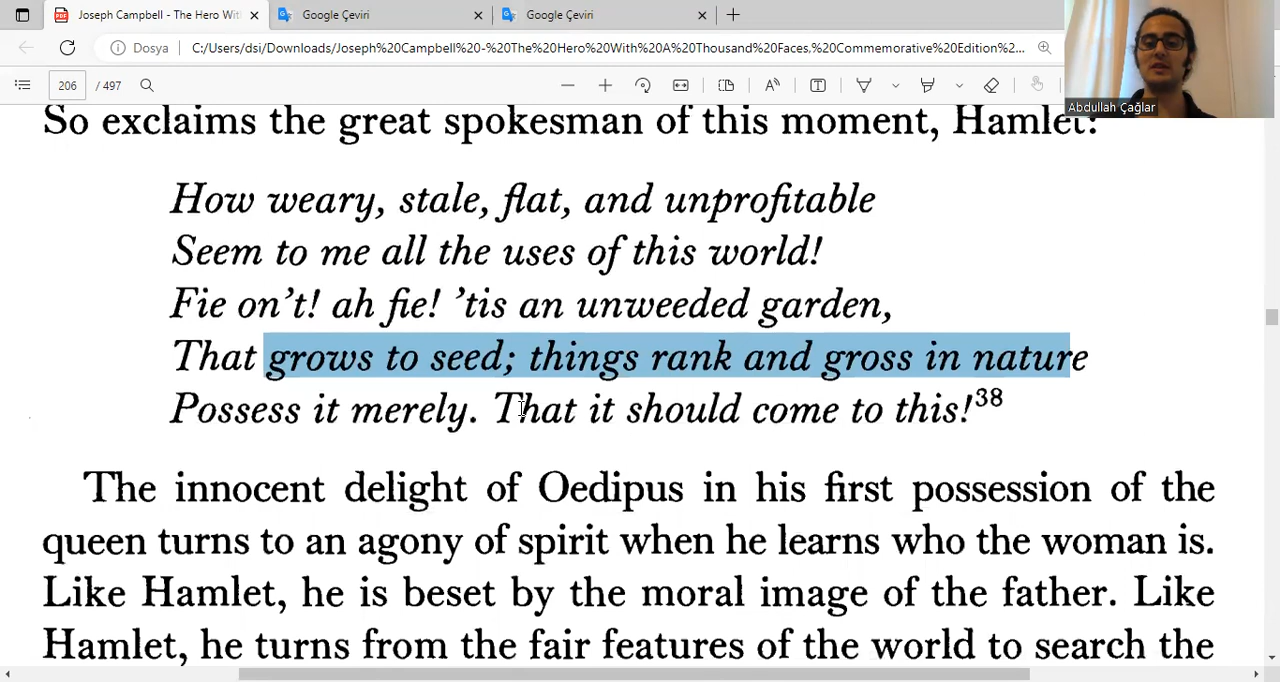 Joseph Campbell - The Hero Wit
Google Çeviri
Google Çeviri
Dosya
C:/Users/dsi/Downloads/Joseph%20Campbell%20-%20The%20Hero%20With%20A%20Thousand%20Faces,%20Commemorative%20Edition%20...
206 / 497
Abdullah Çağlar
So exclaims the great spokesman of this moment, Hamlet:
How weary, stale, flat, and unprofitable
Seem to me all the uses of this world!
Fie on't! ah fie! 'tis an unweeded garden,
That grows to seed; things rank and gross in nature
Possess it merely. That it should come to this!38
The innocent delight of Oedipus in his first possession of the
queen turns to an agony of spirit when he learns who the woman is.
Like Hamlet, he is beset by the moral image of the father. Like
Hamlet, he turns from the fair features of the world to search the